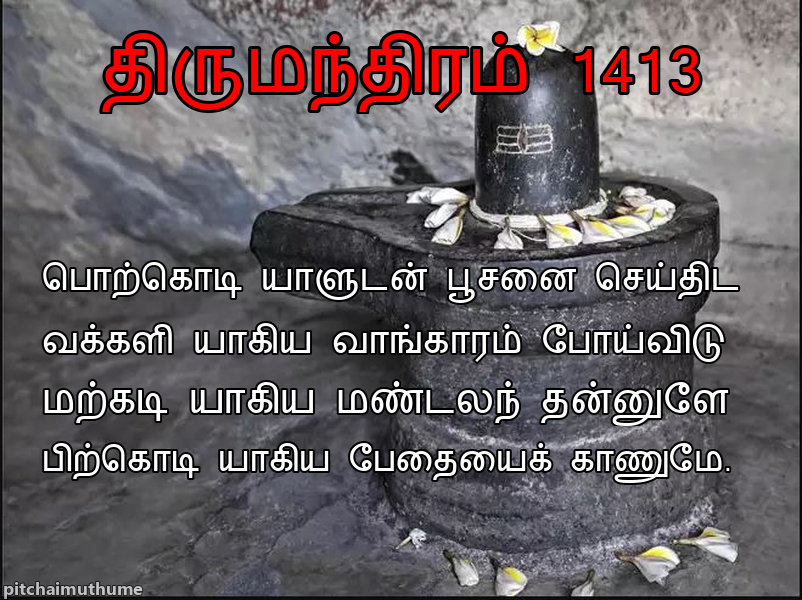 திருமந்திரம் 1413
பொற்கொடி யாளுடன் பூசனை செய்திட
வக்களி யாகிய வாங்காரம் போய்விடு
மற்கடி யாகிய மண்டலந் தன்னுளே
பிற்கொடி யாகிய பேதையைக் காணுமே.
pitchaimuthume